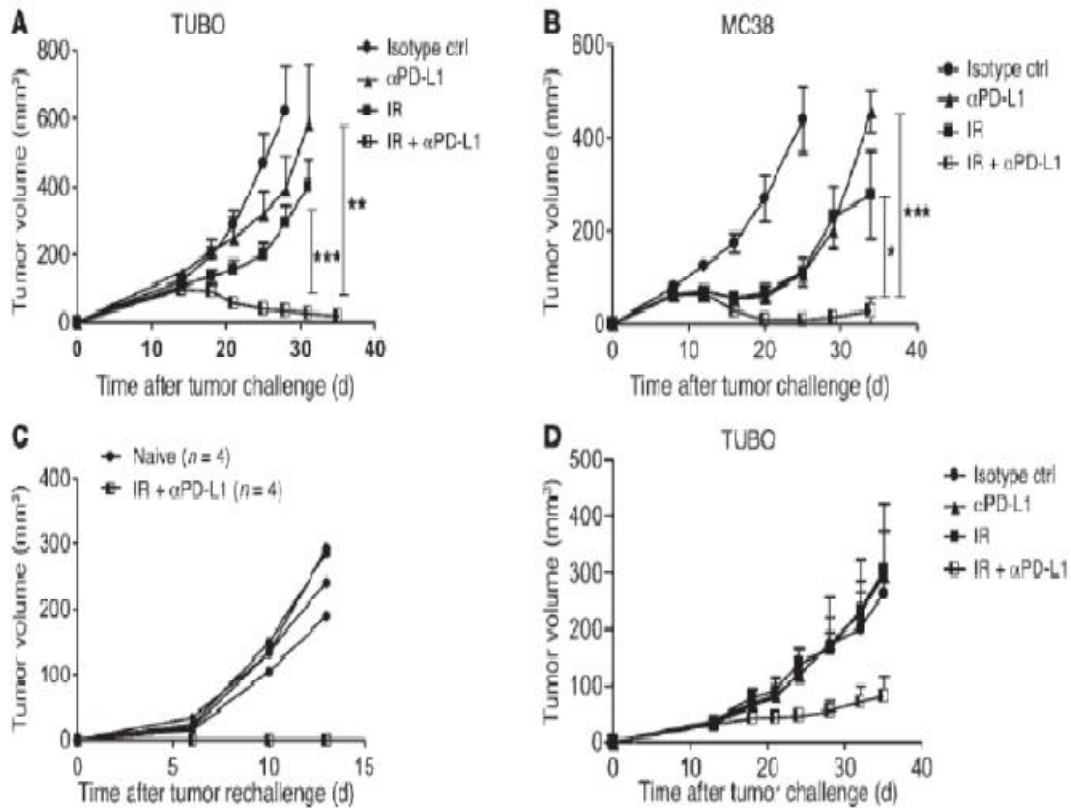 A
TUBO
Tumor volume (mm³)
800
600
400
200
0
0 10 20 30 40
Time after tumor challenge (d)
Isotype ctrl
αPD-L1
IR
IR + αPD-L1
***
**
B
MC38
Tumor volume (mm³)
600
400
200
0
0 10 20 30 40
Time after tumor challenge (d)
Isotype ctrl
αPD-L1
IR
IR + αPD-L1
*
***
C
Naive (n = 4)
IR + αPD-L1 (n = 4)
Tumor volume (mm³)
400
300
200
100
0
0 5 10 15
Time after tumor rechallenge (d)
D
TUBO
Tumor volume (mm³)
500
400
300
200
100
0
0 10 20 30 40
Time after tumor challenge (d)
Isotype ctrl
αPD-L1
IR
IR + αPD-L1